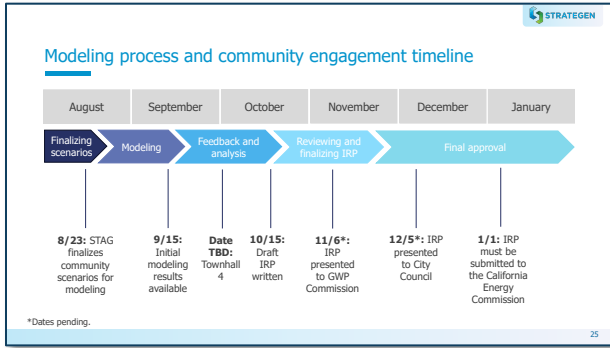 STRATEGEN
Modeling process and community engagement timeline
August
September
October
November
December
January
Finalizing
scenarios
Modeling
Feedback and
analysis
Reviewing and
finalizing IRP
Final approval
8/23: STAG
finalizes
community
scenarios for
modeling
9/15:
Initial
modeling
results
available
Date
TBD:
Townhall
4
10/15:
Draft
IRP
written
11/6*:
IRP
presented
to GWP
Commission
12/5*: IRP
presented
to City
Council
1/1: IRP
must be
submitted to
the California
Energy
Commission
*Dates pending.
25